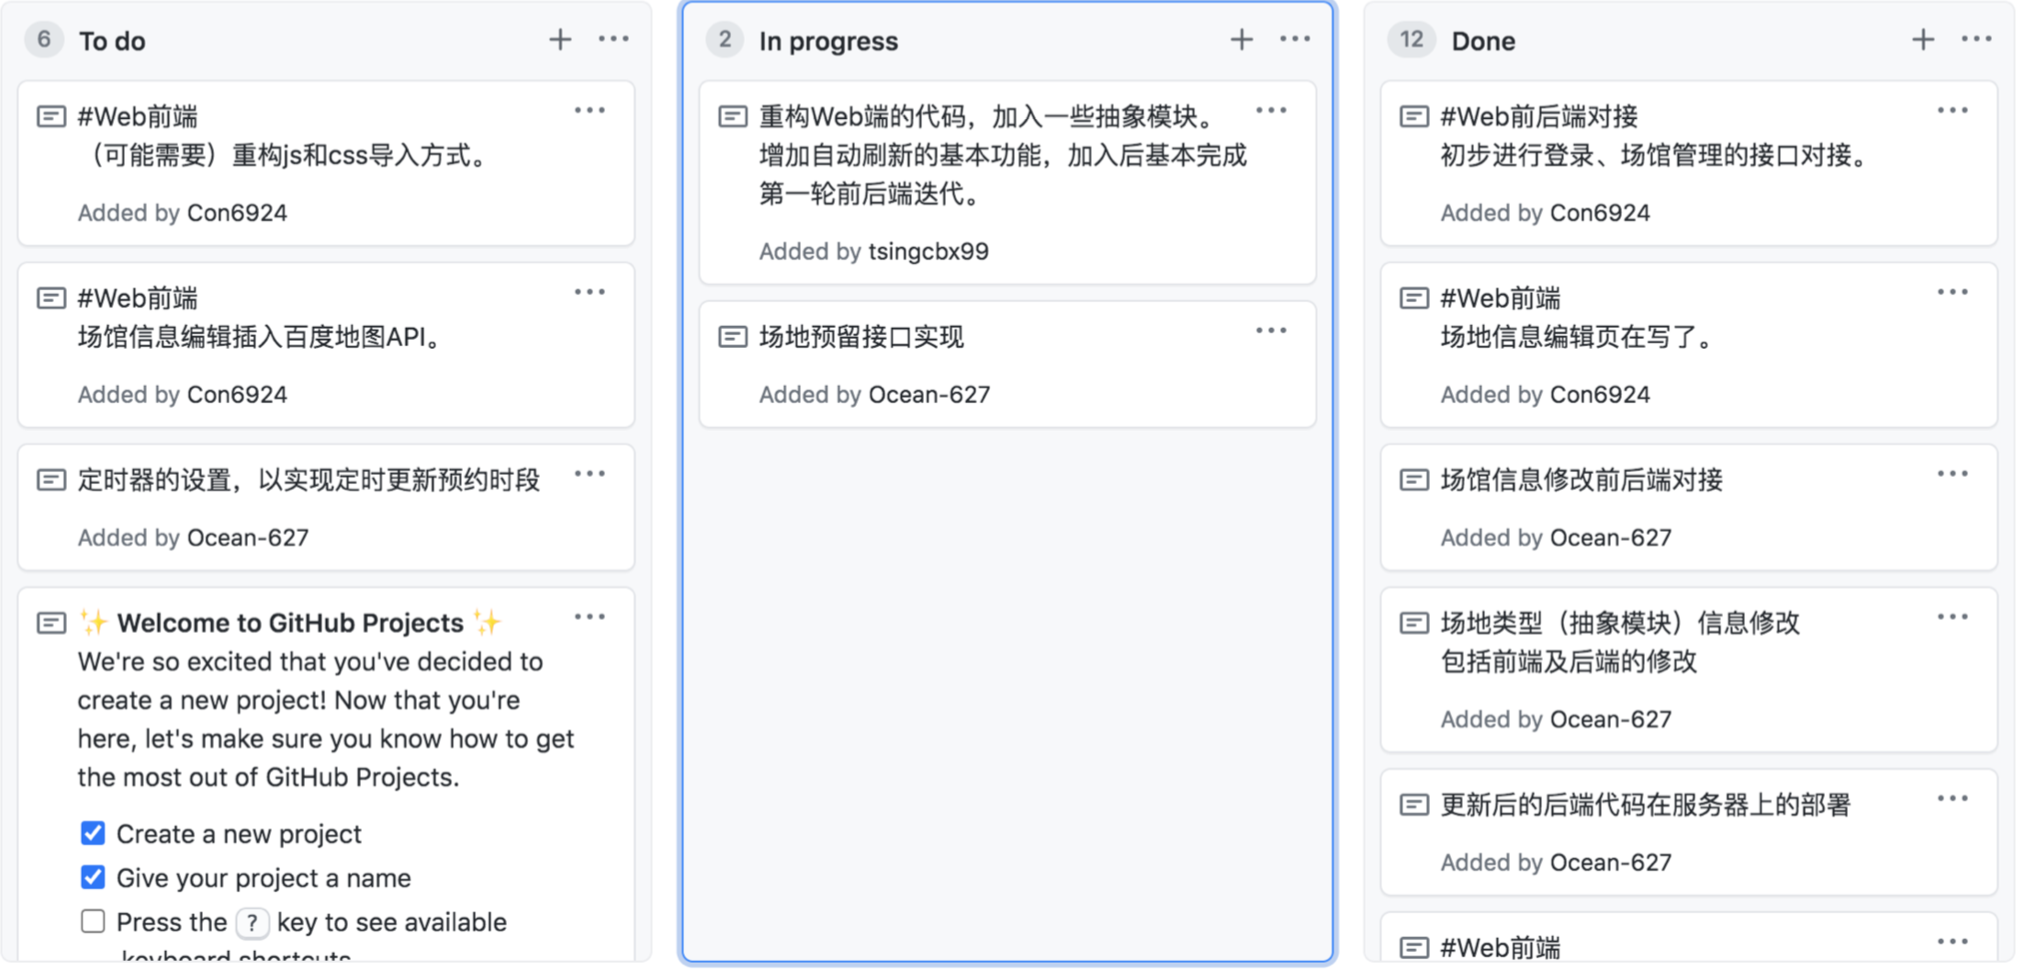 6 To do
#Web前端
（可能需要）重构js和css导入方式。
Added by Con6924
#Web前端
场馆信息编辑插入百度地图API。
Added by Con6924
定时器的设置，以实现定时更新预约时段
Added by Ocean-627
✨ Welcome to GitHub Projects ✨
We're so excited that you've decided to
create a new project! Now that you're
here, let's make sure you know how to get
the most out of GitHub Projects.
Create a new project
Give your project a name
Press the ? key to see available
keyboard shortcuts
2 In progress
重构Web端的代码，加入一些抽象模块。
增加自动刷新的基本功能，加入后基本完成
第一轮前后端迭代。
Added by tsingcbx99
场地预留接口实现
Added by Ocean-627
12 Done
#Web前后端对接
初步进行登录、场馆管理的接口对接。
Added by Con6924
#Web前端
场地信息编辑页在写了。
Added by Con6924
场馆信息修改前后端对接
Added by Ocean-627
场地类型（抽象模块）信息修改
包括前端及后端的修改
Added by Ocean-627
更新后的后端代码在服务器上的部署
Added by Ocean-627
#Web前端